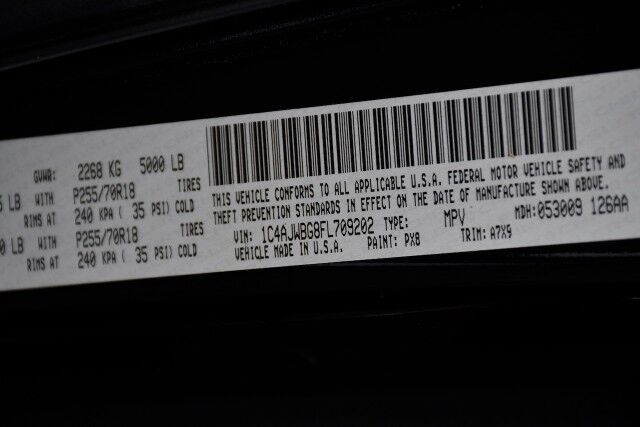 GVWR: 2268 KG 5000 LB
5 LB WITH P255/70R18 TIRES
RIMS AT 240 KPA ( 35 PSI) COLD
0 LB WITH P255/70R18 TIRES
RIMS AT 240 KPA ( 35 PSI) COLD
THIS VEHICLE CONFORMS TO ALL APPLICABLE U.S.A. FEDERAL MOTOR VEHICLE SAFETY AND
THEFT PREVENTION STANDARDS IN EFFECT ON THE DATE OF MANUFACTURE SHOWN ABOVE.
VIN: 1C4AJWBG8FL709202 TYPE: MPV MDH: 053009 126AA
VEHICLE MADE IN U.S.A. PAINT: PX8 TRIM: A7X9